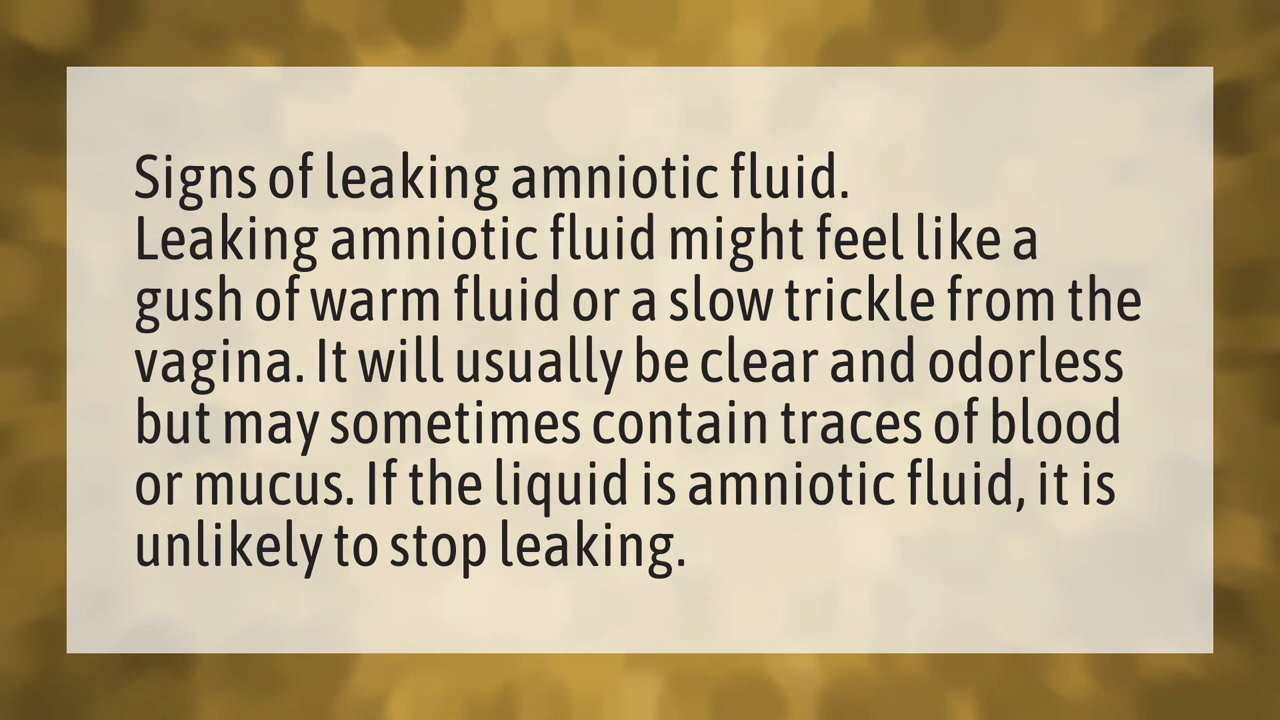 Signs of leaking amniotic fluid.
Leaking amniotic fluid might feel like a
gush of warm fluid or a slow trickle from the
vagina. It will usually be clear and odorless
but may sometimes contain traces of blood
or mucus. If the liquid is amniotic fluid, it is
unlikely to stop leaking.